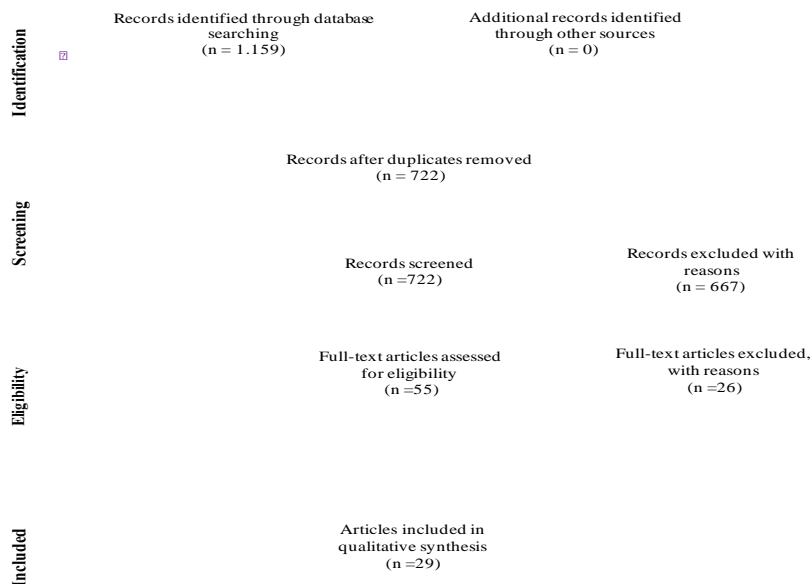 Identification
Records identified through database
searching
(n = 1.159)
Additional records identified
through other sources
(n = 0)
Records after duplicates removed
(n = 722)
Screening
Records screened
(n =722)
Records excluded with
reasons
(n = 667)
Eligibility
Full-text articles assessed
for eligibility
(n =55)
Full-text articles excluded,
with reasons
(n =26)
Included
Articles included in
qualitative synthesis
(n =29)